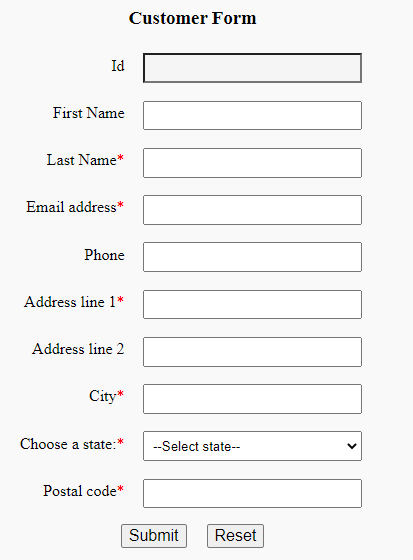 Customer Form
Id
First Name
Last Name*
Email address*
Phone
Address line 1*
Address line 2
City*
Choose a state:* --Select state--
Postal code*
Submit Reset